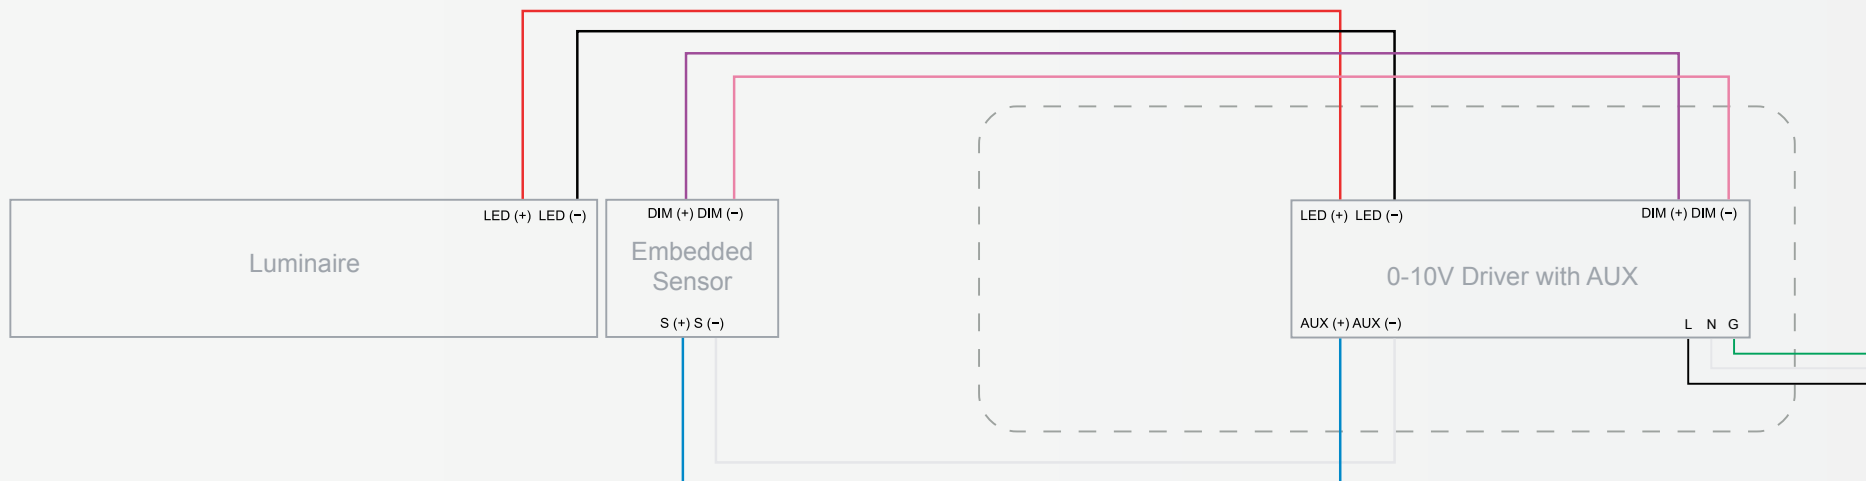 LED (+) LED (−)
Luminaire
DIM (+) DIM (−)
Embedded
Sensor
S (+) S (−)
LED (+) LED (−)
DIM (+) DIM (−)
0-10V Driver with AUX
AUX (+) AUX (−)
L N G